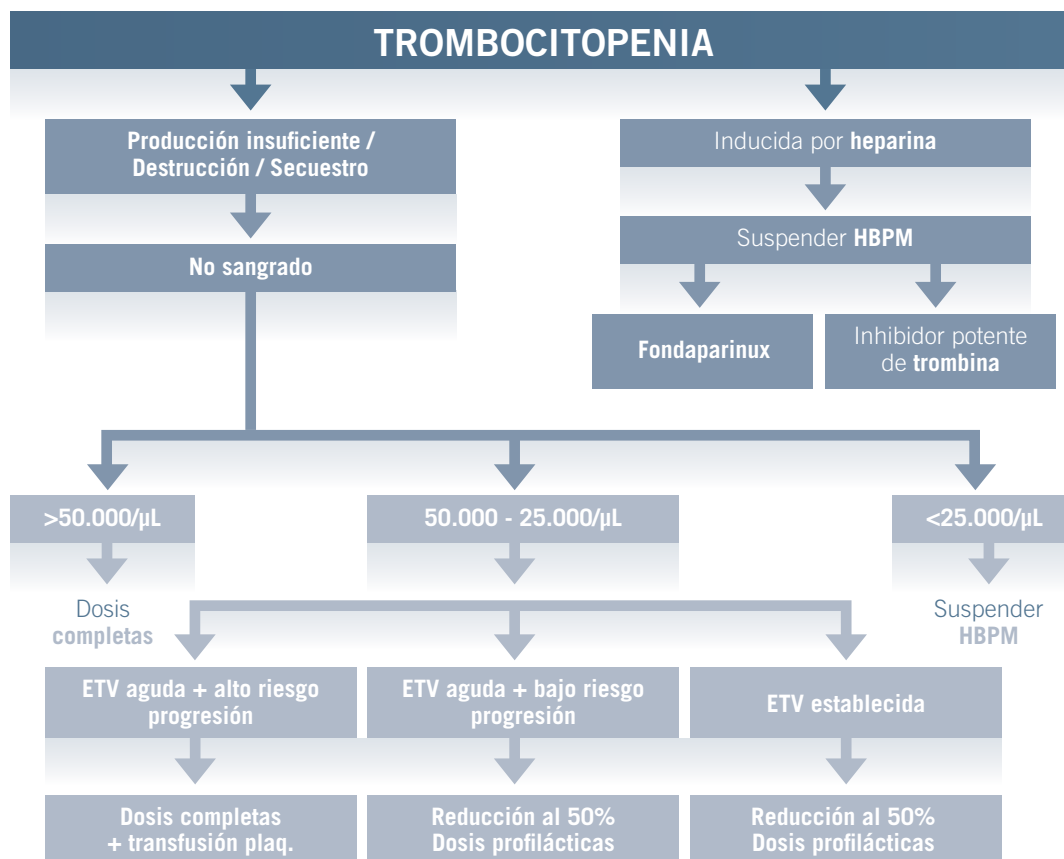 TROMBOCITOPENIA
Producción insuficiente /
Destrucción / Secuestro
No sangrado
Inducida por heparina
Suspender HBPM
Fondaparinux
Inhibidor potente
de trombina
>50.000/µL
50.000 - 25.000/µL
<25.000/µL
Dosis
completas
Suspender
HBPM
ETV aguda + alto riesgo
progresión
ETV aguda + bajo riesgo
progresión
ETV establecida
Dosis completas
+ transfusión plaq.
Reducción al 50%
Dosis profilácticas
Reducción al 50%
Dosis profilácticas